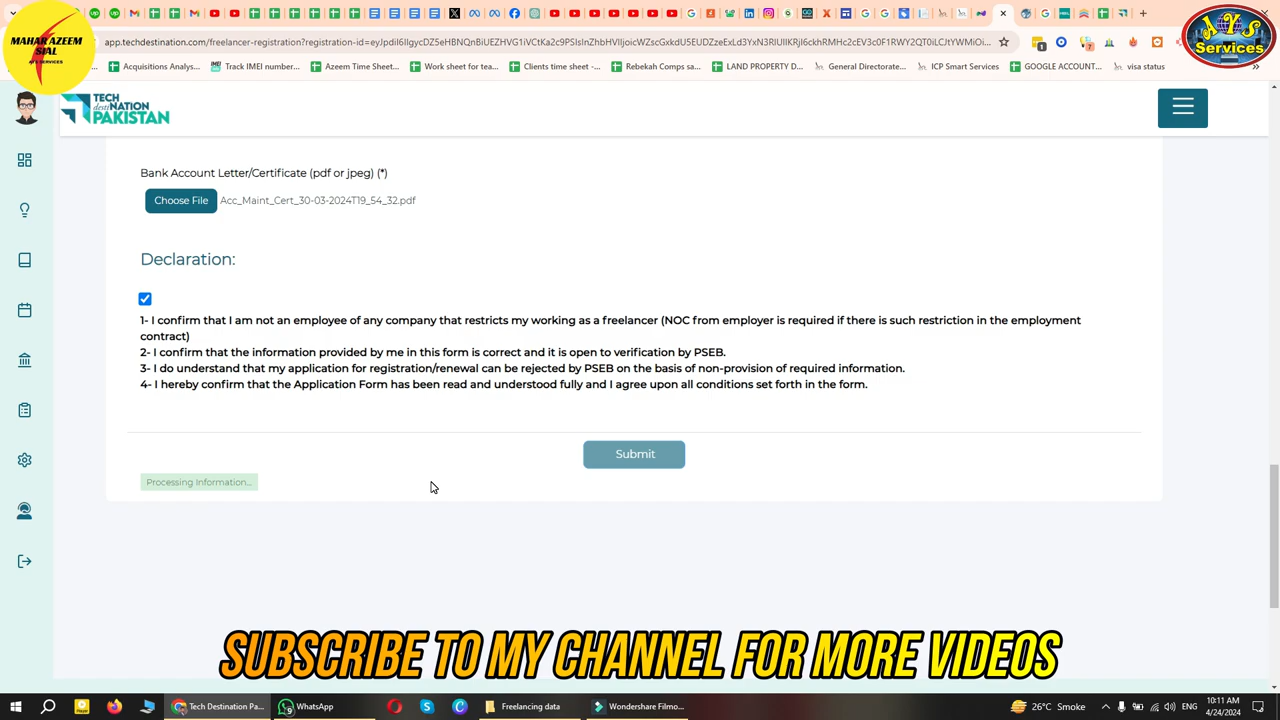 MAHAR AZEEM
SIAL
AYS SERVICES
AYS
Services
Acquisitions Analys...
Track IMEI number...
Azeem Time Sheet...
Work sheet for tea...
Clients time sheet -...
Rebekah Comps sa...
LAND PROPERTY D...
General Directorate...
ICP Smart Services
GOOGLE ACCOUNT...
visa status
TECH
destiNATION
PAKISTAN
Bank Account Letter/Certificate (pdf or jpeg) (*)
Choose File Acc_Maint_Cert_30-03-2024T19_54_32.pdf
Declaration:
1- I confirm that I am not an employee of any company that restricts my working as a freelancer (NOC from employer is required if there is such restriction in the employment
contract)
2- I confirm that the information provided by me in this form is correct and it is open to verification by PSEB.
3- I do understand that my application for registration/renewal can be rejected by PSEB on the basis of non-provision of required information.
4- I hereby confirm that the Application Form has been read and understood fully and I agree upon all conditions set forth in the form.
Submit
Processing Information...
SUBSCRIBE TO MY CHANNEL FOR MORE VIDEOS
Tech Destination Pa...
WhatsApp
Freelancing data
Wondershare Filmo...
26°C Smoke
10:11 AM
4/24/2024